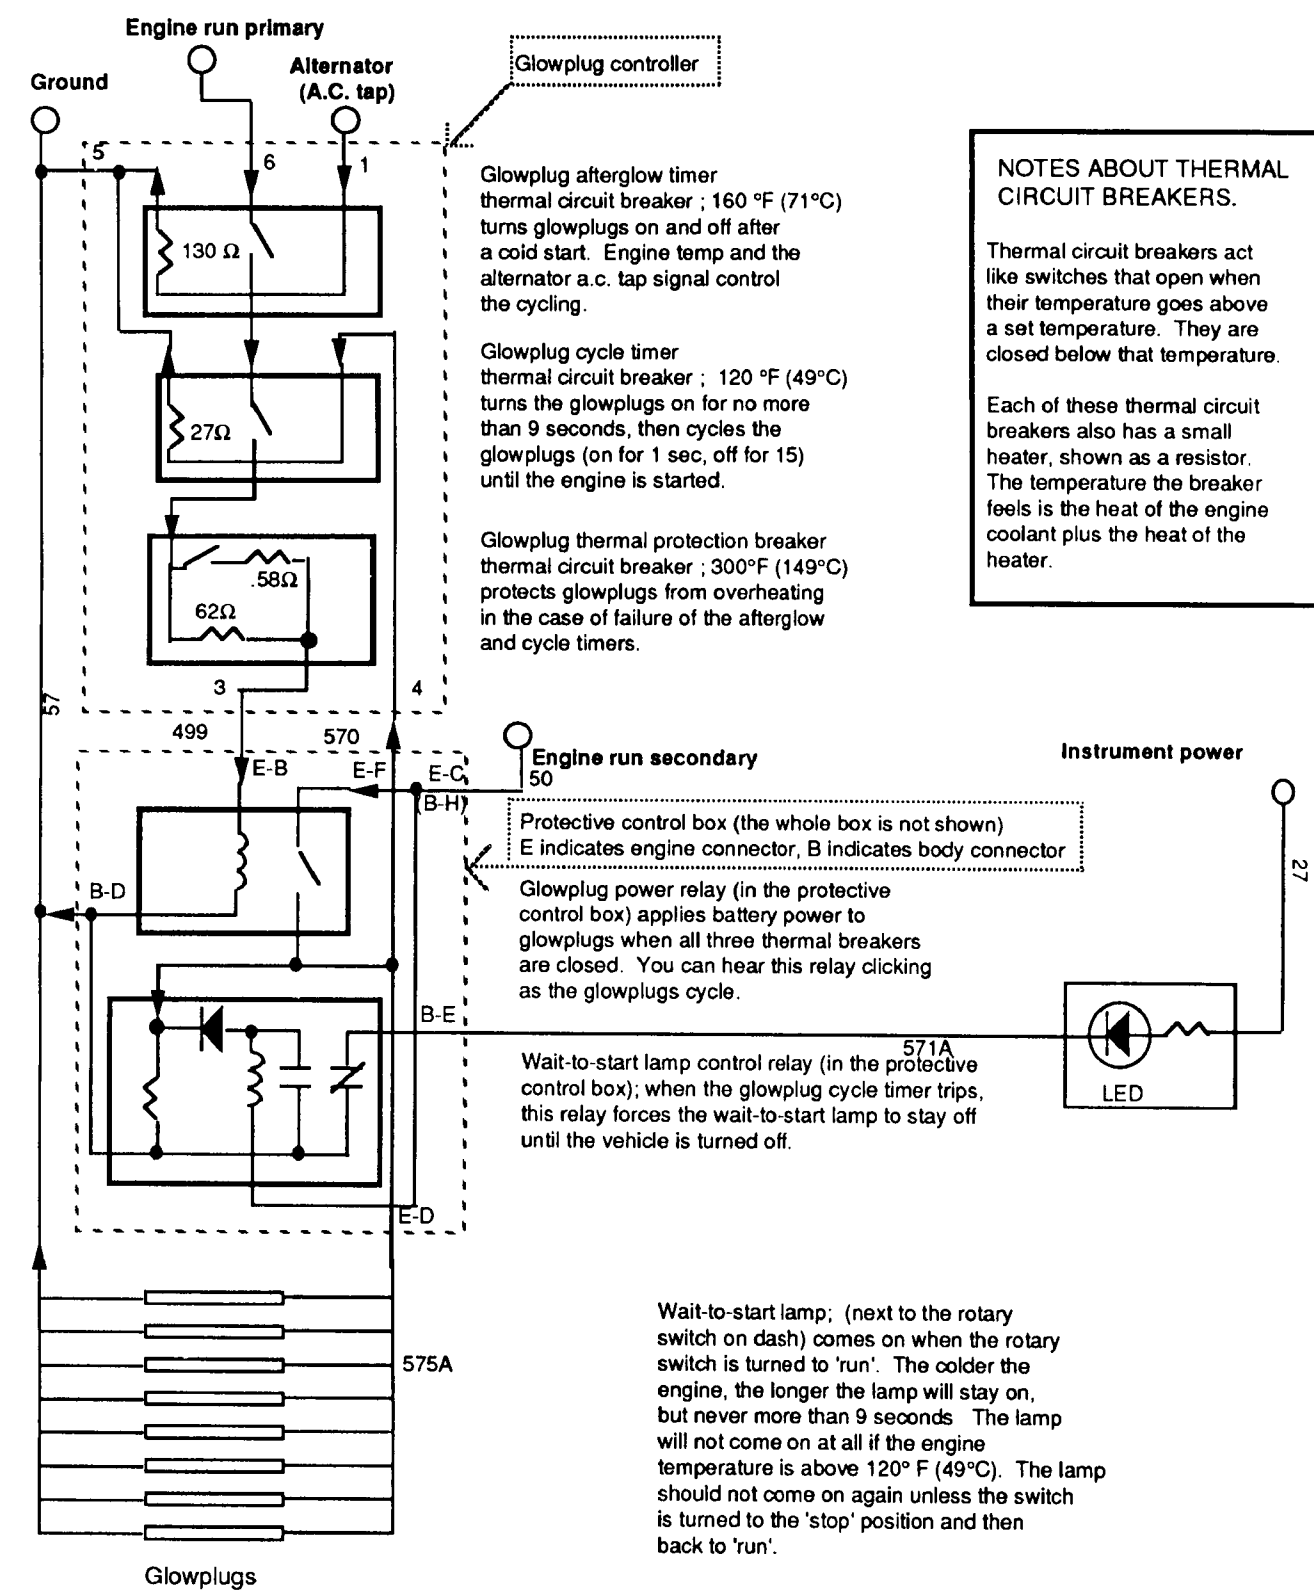 Engine run primary
Ground
Alternator
(A.C. tap)
Glowplug controller
5
6
1
130 Ω
Glowplug afterglow timer
thermal circuit breaker ; 160 ºF (71ºC)
turns glowplugs on and off after
a cold start. Engine temp and the
alternator a.c. tap signal control
the cycling.
27Ω
Glowplug cycle timer
thermal circuit breaker ; 120 ºF (49ºC)
turns the glowplugs on for no more
than 9 seconds, then cycles the
glowplugs (on for 1 sec, off for 15)
until the engine is started.
.58Ω
62Ω
Glowplug thermal protection breaker
thermal circuit breaker ; 300ºF (149ºC)
protects glowplugs from overheating
in the case of failure of the afterglow
and cycle timers.
NOTES ABOUT THERMAL
CIRCUIT BREAKERS.
Thermal circuit breakers act
like switches that open when
their temperature goes above
a set temperature. They are
closed below that temperature.
Each of these thermal circuit
breakers also has a small
heater, shown as a resistor.
The temperature the breaker
feels is the heat of the engine
coolant plus the heat of the
heater.
3
4
57
499
570
E-B
E-F
E-C
(B-H)
Engine run secondary
50
Instrument power
27
Protective control box (the whole box is not shown)
E indicates engine connector, B indicates body connector
B-D
Glowplug power relay (in the protective
control box) applies battery power to
glowplugs when all three thermal breakers
are closed. You can hear this relay clicking
as the glowplugs cycle.
B-E
571A
LED
Wait-to-start lamp control relay (in the protective
control box); when the glowplug cycle timer trips,
this relay forces the wait-to-start lamp to stay off
until the vehicle is turned off.
E-D
575A
Glowplugs
Wait-to-start lamp; (next to the rotary
switch on dash) comes on when the rotary
switch is turned to 'run'. The colder the
engine, the longer the lamp will stay on,
but never more than 9 seconds The lamp
will not come on at all if the engine
temperature is above 120º F (49ºC). The lamp
should not come on again unless the switch
is turned to the 'stop' position and then
back to 'run'.